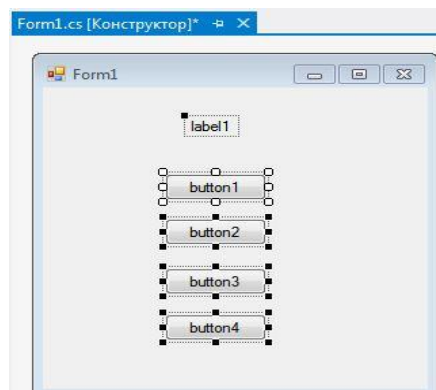 Form1.cs [Конструктор]*
Form1
label1
button1
button2
button3
button4